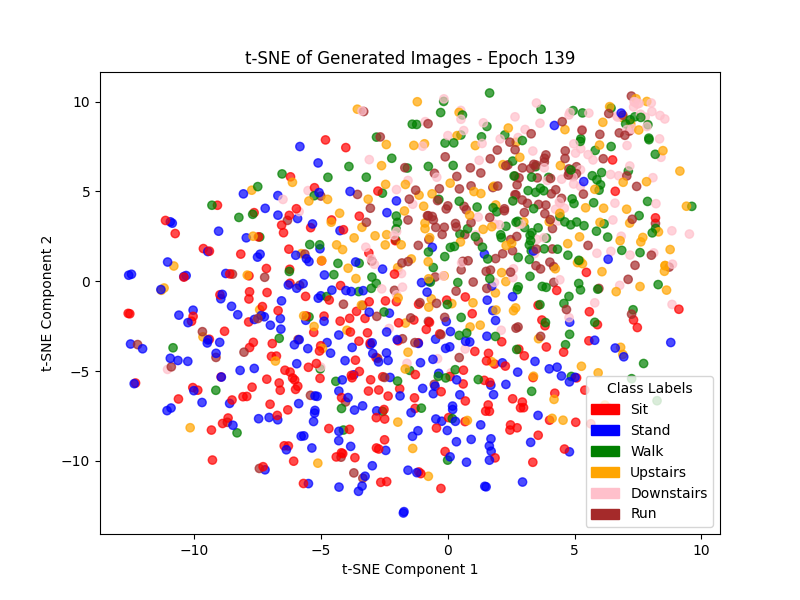 t-SNE of Generated Images - Epoch 139
t-SNE Component 2
10
5
0
−5
−10
Class Labels
Sit
Stand
Walk
Upstairs
Downstairs
Run
−10
−5
0
5
10
t-SNE Component 1